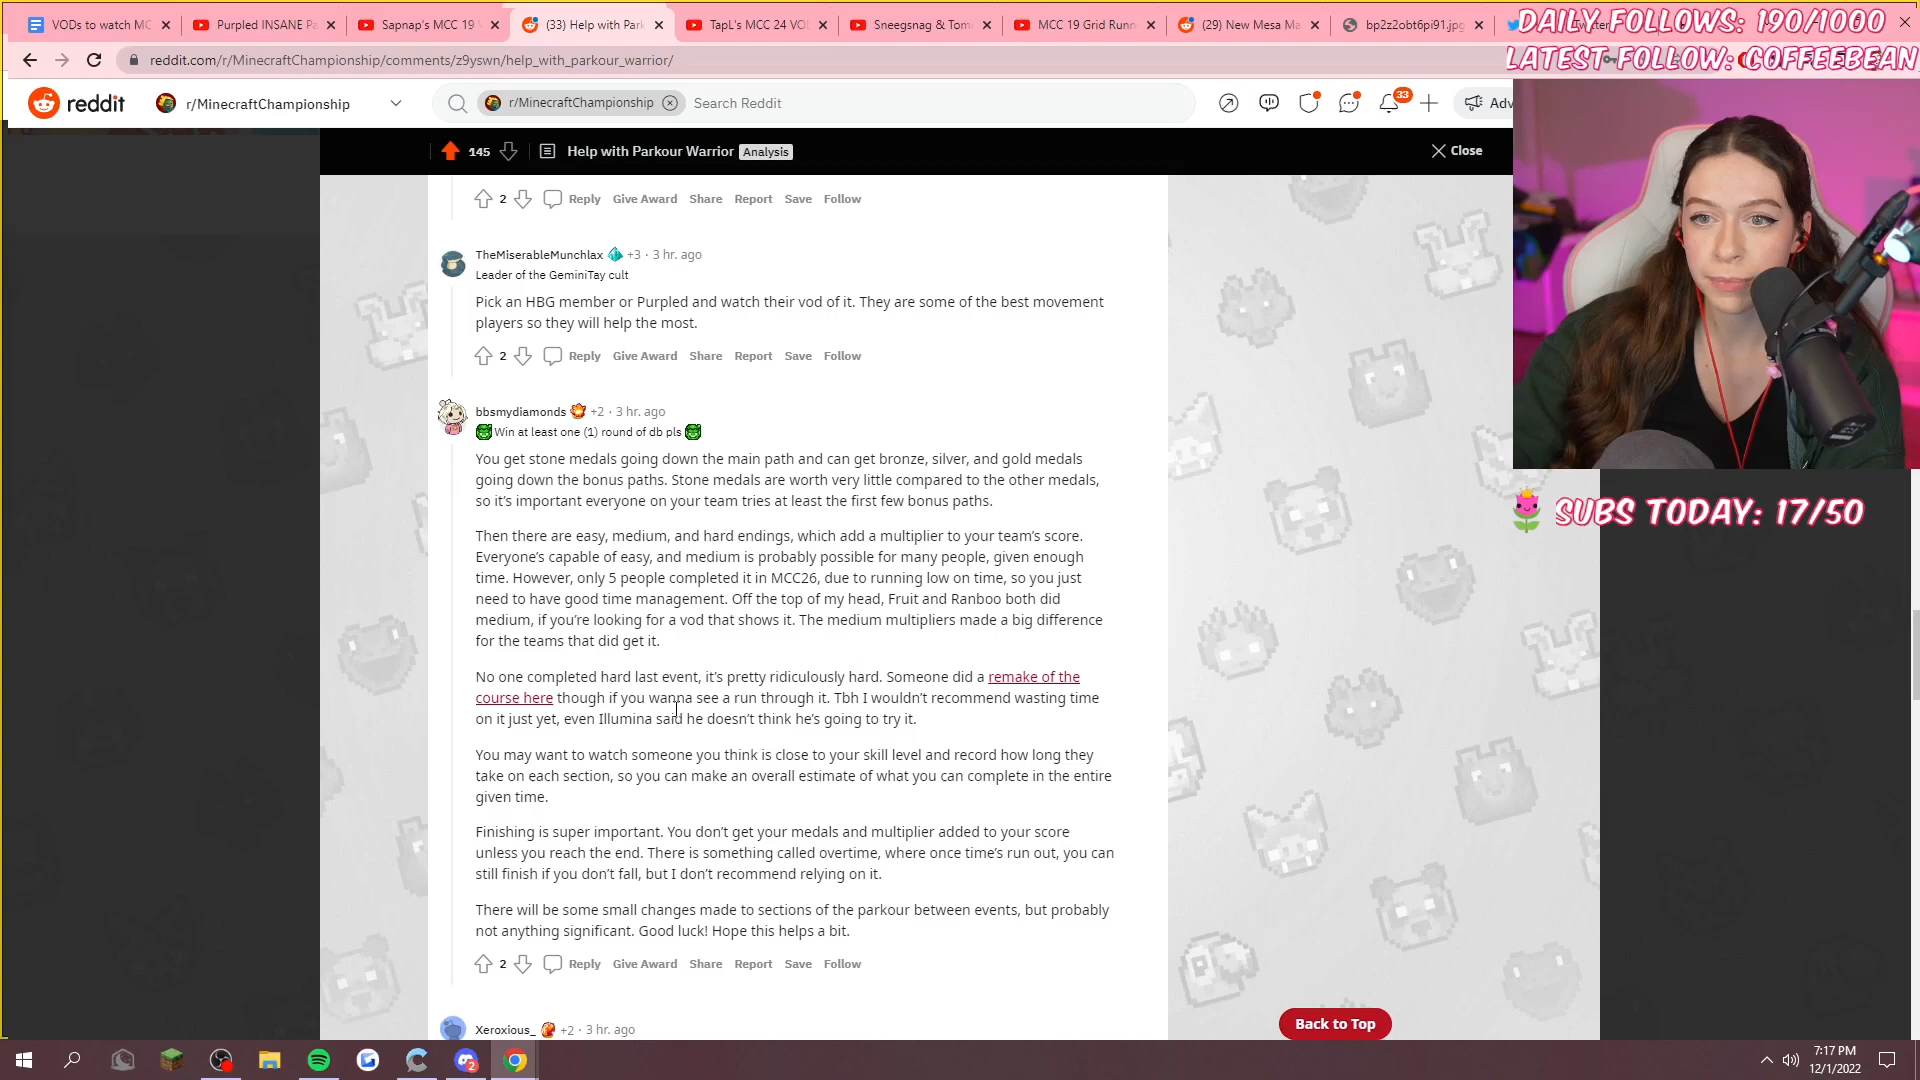 VODs to watch MC
Purpled INSANE Pa
Sapnap's MCC 19
(33) Help with Park
TapL's MCC 24 VO
Sneegsnag & Tom
MCC 19 Grid Runn
(29) New Mesa Ma
bp2z2obt6pi91.jpg
DAILY FOLLOWS: 190/1000
reddit.com/r/MinecraftChampionship/comments/z9yswn/help_with_parkour_warrior/
LATEST FOLLOW: COFFEEBEAN
reddit
r/MinecraftChampionship
r/MinecraftChampionship
Search Reddit
33
Adv
145
Help with Parkour Warrior
Analysis
Close
2 Reply Give Award Share Report Save Follow
TheMiserableMunchlax +3 · 3 hr. ago
Leader of the GeminiTay cult
Pick an HBG member or Purpled and watch their vod of it. They are some of the best movement
players so they will help the most.
2 Reply Give Award Share Report Save Follow
bbsmydiamonds +2 · 3 hr. ago
Win at least one (1) round of db pls
You get stone medals going down the main path and can get bronze, silver, and gold medals
going down the bonus paths. Stone medals are worth very little compared to the other medals,
so it's important everyone on your team tries at least the first few bonus paths.
SUBS TODAY: 17/50
Then there are easy, medium, and hard endings, which add a multiplier to your team's score.
Everyone's capable of easy, and medium is probably possible for many people, given enough
time. However, only 5 people completed it in MCC26, due to running low on time, so you just
need to have good time management. Off the top of my head, Fruit and Ranboo both did
medium, if you're looking for a vod that shows it. The medium multipliers made a big difference
for the teams that did get it.
No one completed hard last event, it's pretty ridiculously hard. Someone did a remake of the
course here though if you wanna see a run through it. Tbh I wouldn't recommend wasting time
on it just yet, even Illumina said he doesn't think he's going to try it.
You may want to watch someone you think is close to your skill level and record how long they
take on each section, so you can make an overall estimate of what you can complete in the entire
given time.
Finishing is super important. You don't get your medals and multiplier added to your score
unless you reach the end. There is something called overtime, where once time's run out, you can
still finish if you don't fall, but I don't recommend relying on it.
There will be some small changes made to sections of the parkour between events, but probably
not anything significant. Good luck! Hope this helps a bit.
2 Reply Give Award Share Report Save Follow
Xeroxious_ +2 · 3 hr. ago
Back to Top
2
7:17 PM
12/1/2022